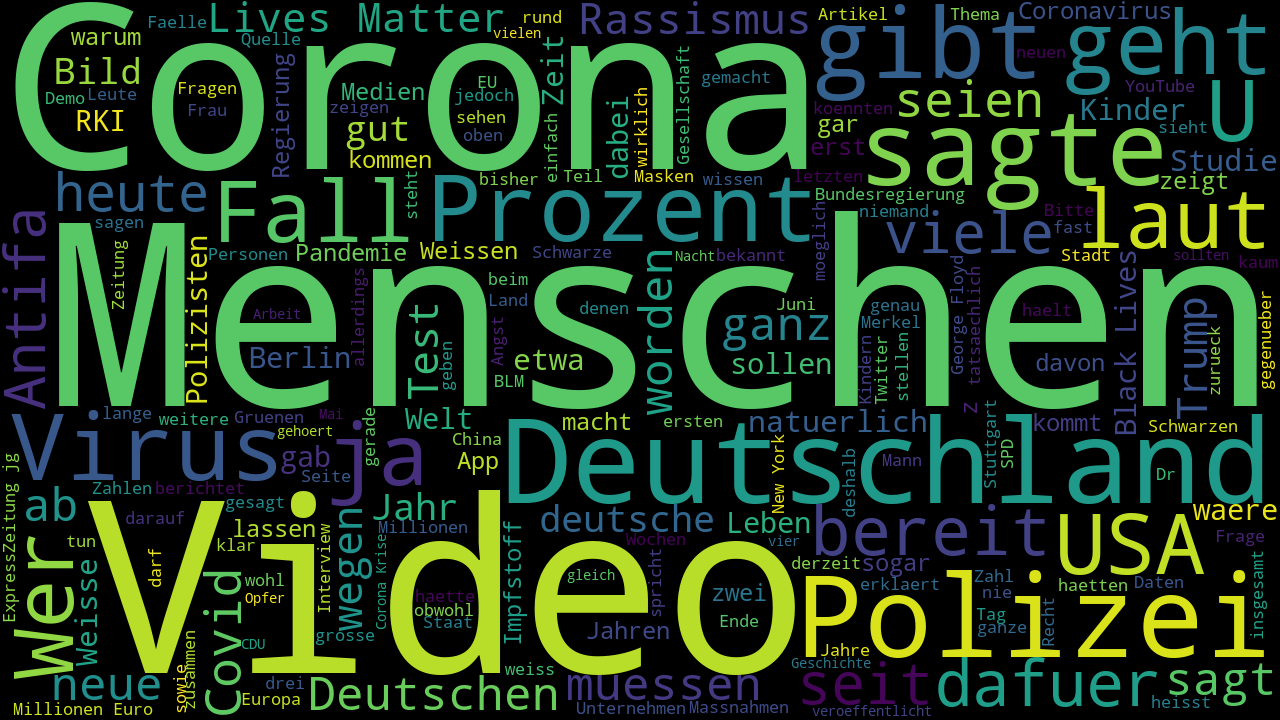 Corona
Menschen
Video
Deutschland
Polizei
sagte
gibt
geht
Prozent
Fall
Virus
Wer
ja
USA
U
laut
viele
seien
bereit
seit
dafuer
sagt
muessen
Deutschen
neue
Covid
Wegen
Jahr
deutsche
Antifa
heute
Bild
RKI
warum
Faelle
Lives Matter
Quelle
rund
vielen
Rassismus
Artikel
Thema
Coronavirus
neuen
YouTube
Kinder
sieht
Studie
zeigt
Demo
Leute
Fragen
Frau
Regierung
Medien
zeigen
gut
kommen
EU
jedoch
sehen
oben
einfach
Zeit
dabei
wirklich
Gesellschaft
gemacht
koennten
gar
erst
letzten
Bundesregierung
niemand
Bitte
fast
Stadt
sollten
kaum
steht
bisher
Teil
Masken
wissen
sagen
Zeitung
Polizisten
Personen
Pandemie
Weissen
Schwarze
Nacht
bekannt
moeglich
Arbeit
allerdings
Test
geben
beim
Land
Angst
BLM
etwa
denen
worden
ganz
sollen
Juni
genau
Merkel
Kindern
Twitter
stellen
George Floyd
tatsaechlich
z
haelt
davon
Black Lives
Trump
zurueck
gegenueber
Berlin
lange
weitere
Gruenen
Mai
gehoert
gerade
Welt
China
App
macht
ersten
natuerlich
kommt
Schwarzen
gab
Seite
New York
deshalb
Mann
Stuttgart
SPD
Dr
ExpressZeitung jg
Zahlen
berichtet
gesagt
ab
darauf
tun
klar
lassen
Interview
Millionen
Corona Krise
Weisse
darf
wohl
Opfer
CDU
haette
obwohl
Staat
grosse
Impfstoff
Wochen
spricht
gleich
Leben
vier
zwei
Ende
Jahren
derzeit
sogar
erklaert
Zahl
nie
Tag
ganze
Recht
haetten
Daten
waere
Frage
insgesamt
Jahre
Geschichte
weiss
drei
Europa
zusammen
sowie
Millionen Euro
Unternehmen
Massnahmen
veroeffentlicht
heisst